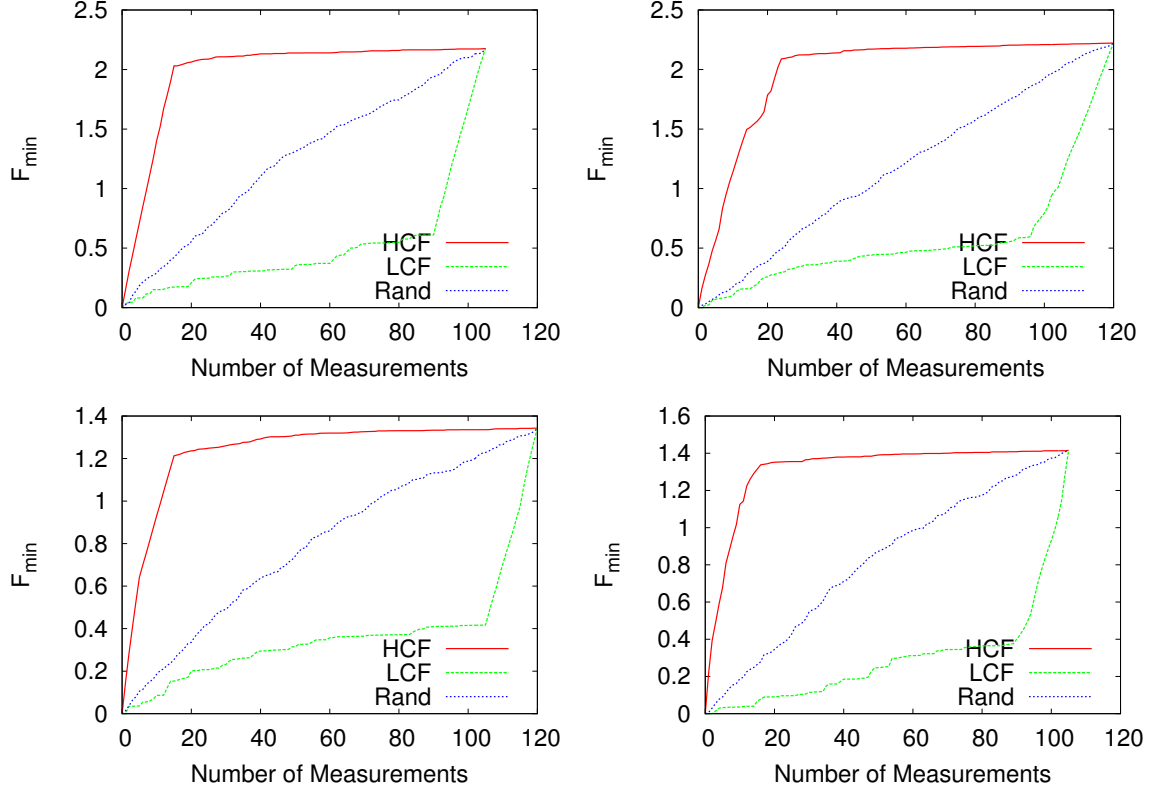 2.5
2
1.5
1
0.5
0
F_min
HCF
LCF
Rand
0 20 40 60 80 100 120
Number of Measurements
2.5
2
1.5
1
0.5
0
F_min
HCF
LCF
Rand
0 20 40 60 80 100 120
Number of Measurements
1.4
1.2
1
0.8
0.6
0.4
0.2
0
F_min
HCF
LCF
Rand
0 20 40 60 80 100 120
Number of Measurements
1.6
1.4
1.2
1
0.8
0.6
0.4
0.2
0
F_min
HCF
LCF
Rand
0 20 40 60 80 100 120
Number of Measurements